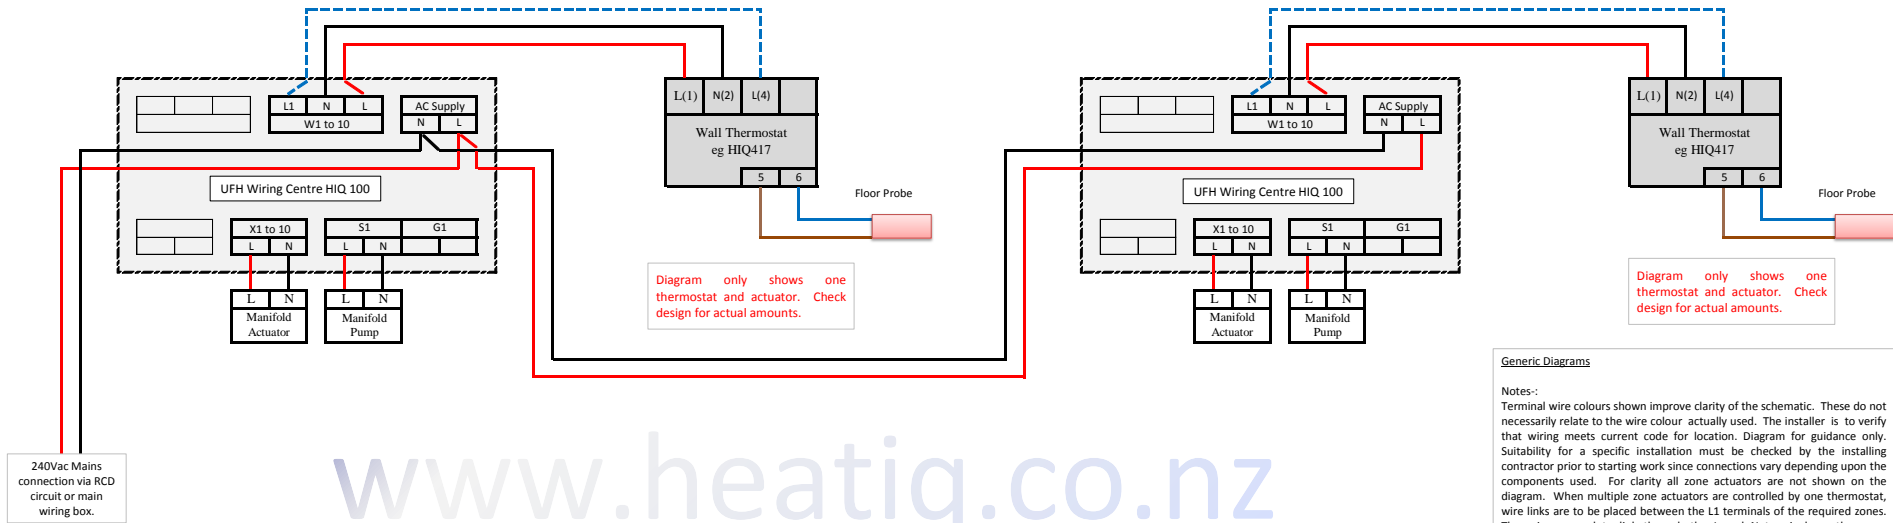 L1 N L
W1 to 10
AC Supply
N L
UFH Wiring Centre HIQ 100
X1 to 10
L N
S1 G1
L N
L N
Manifold
Actuator
L N
Manifold
Pump
L(1) N(2) L(4)
Wall Thermostat
eg HIQ417
5 6
Floor Probe
Diagram only shows one
thermostat and actuator. Check
design for actual amounts.
240Vac Mains
connection via RCD
circuit or main
wiring box.
L1 N L
W1 to 10
AC Supply
N L
UFH Wiring Centre HIQ 100
X1 to 10
L N
S1 G1
L N
L N
Manifold
Actuator
L N
Manifold
Pump
L(1) N(2) L(4)
Wall Thermostat
eg HIQ417
5 6
Floor Probe
Diagram only shows one
thermostat and actuator. Check
design for actual amounts.
www.heatiq.co.nz
Generic Diagrams
Notes-:
Terminal wire colours shown improve clarity of the schematic. These do not
necessarily relate to the wire colour actually used. The installer is to verify
that wiring meets current code for location. Diagram for guidance only.
Suitability for a specific installation must be checked by the installing
contractor prior to starting work since connections vary depending upon the
components used. For clarity all zone actuators are not shown on the
diagram. When multiple zone actuators are controlled by one thermostat,
wire links are to be placed between the L1 terminals of the required zones.